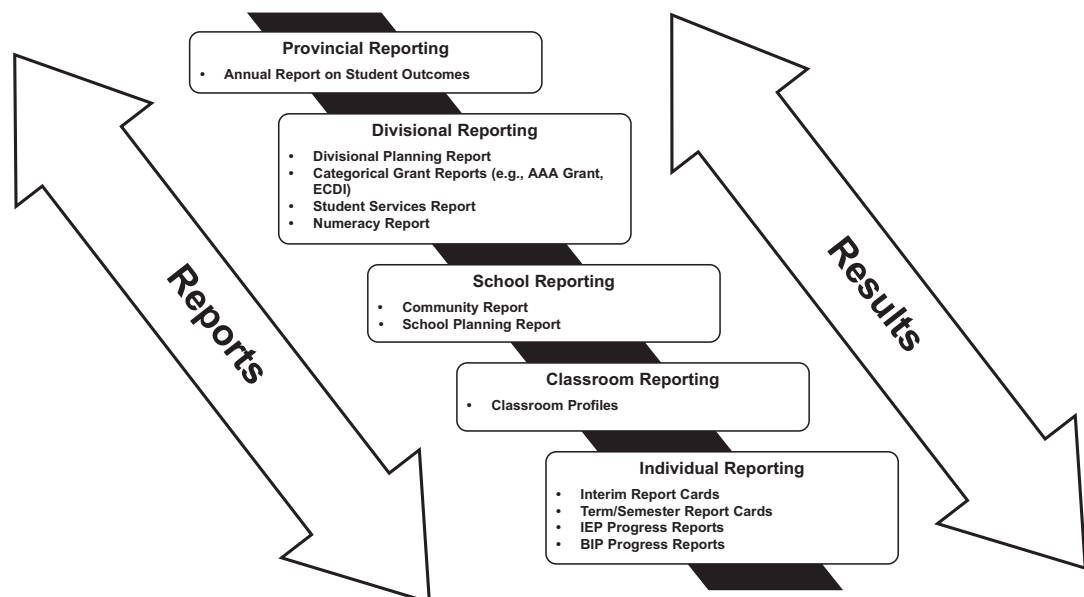 Provincial Reporting
• Annual Report on Student Outcomes
Divisional Reporting
• Divisional Planning Report
• Categorical Grant Reports (e.g., AAA Grant,
ECDI)
• Student Services Report
• Numeracy Report
School Reporting
• Community Report
• School Planning Report
Classroom Reporting
• Classroom Profiles
Individual Reporting
• Interim Report Cards
• Term/Semester Report Cards
• IEP Progress Reports
• BIP Progress Reports
Reports
Results